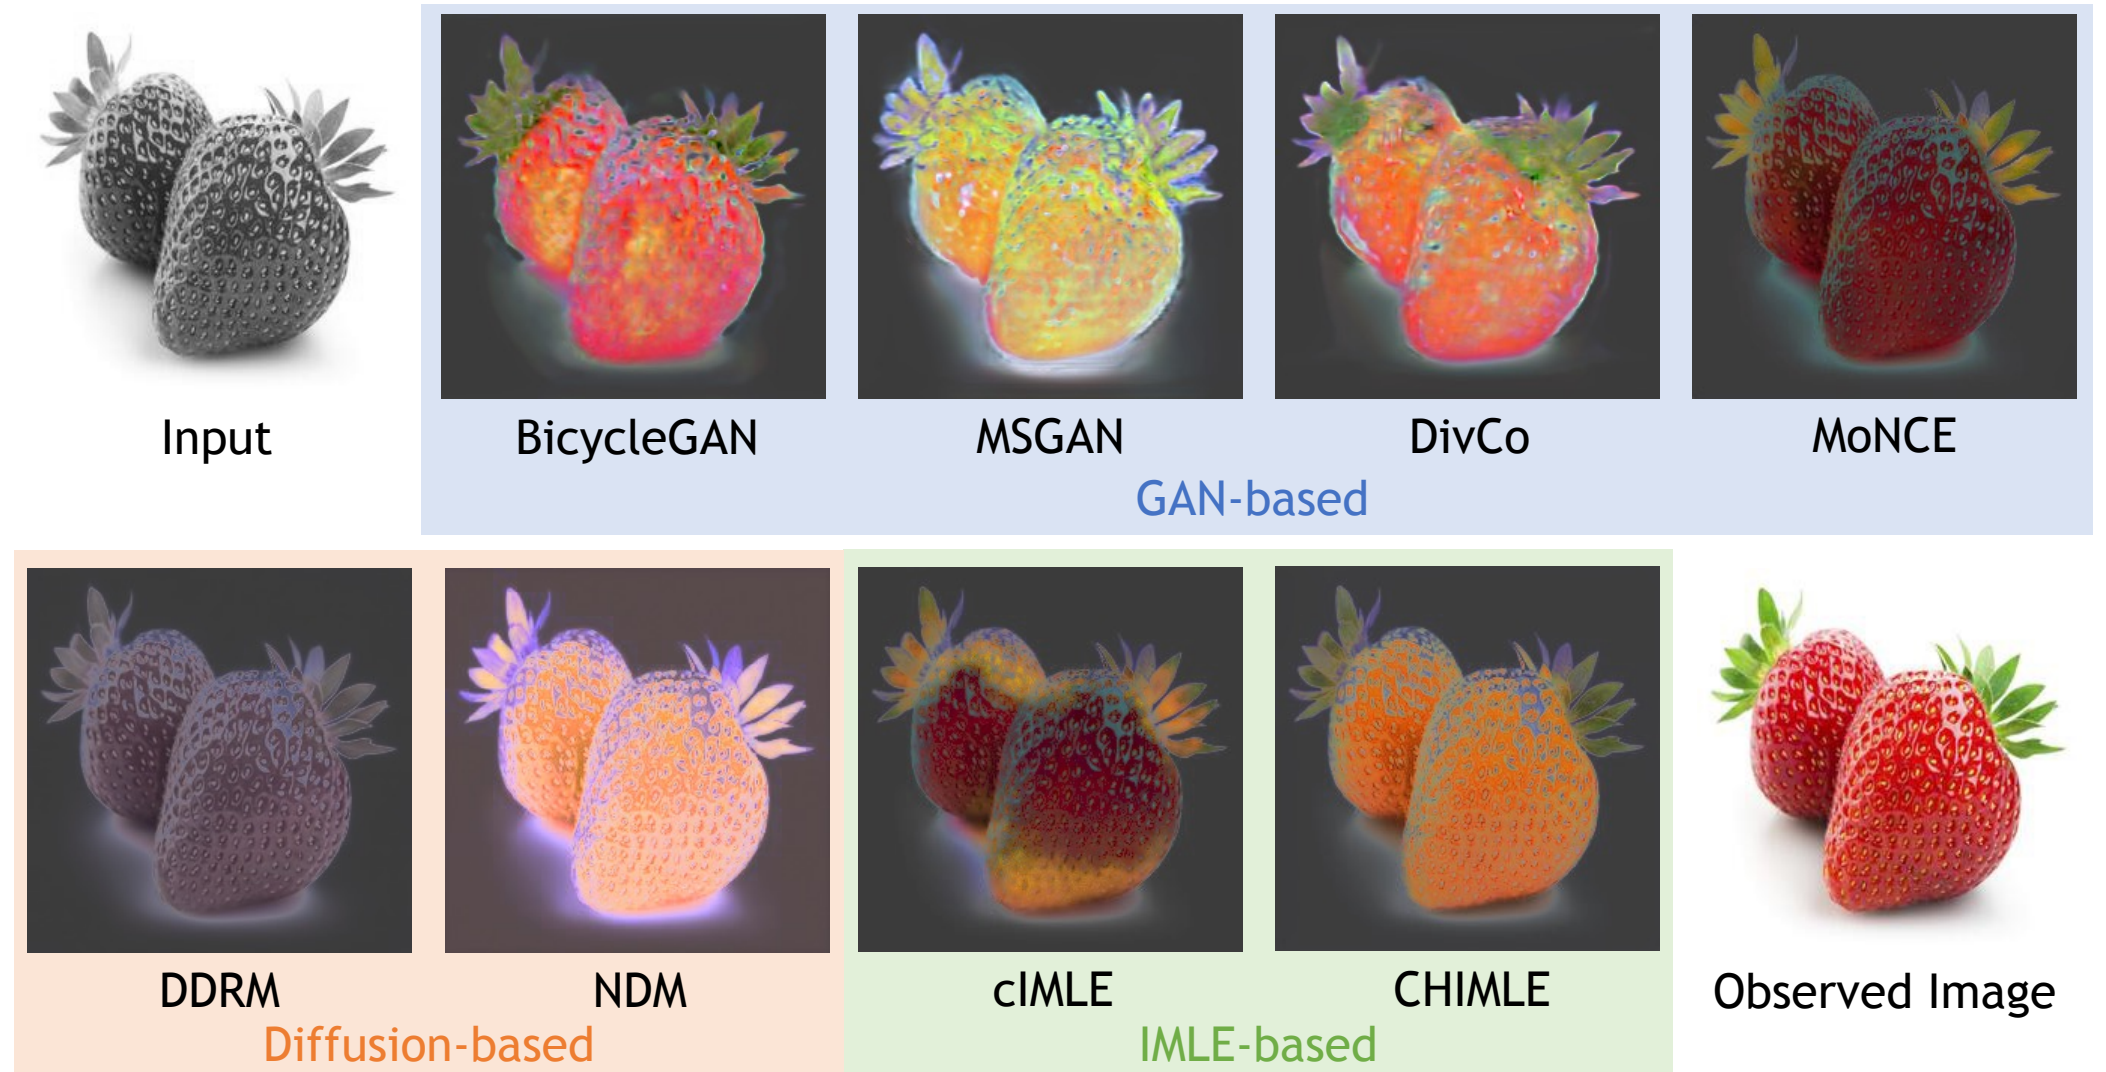 Input
BicycleGAN
MSGAN
DivCo
MoNCE
GAN-based
DDRM
NDM
cIMLE
CHIMLE
Observed Image
Diffusion-based
IMLE-based